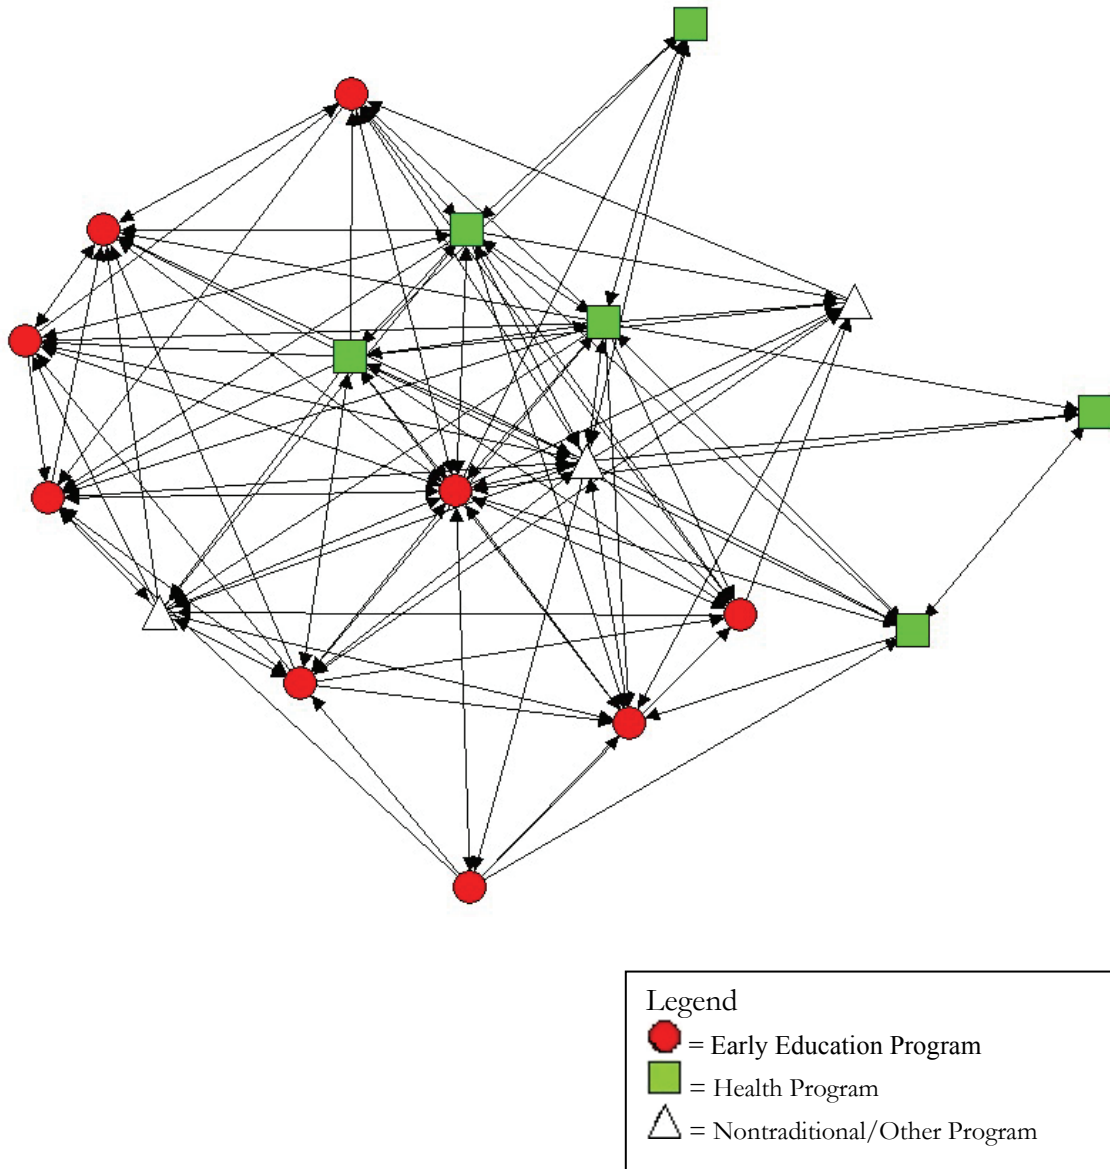 Legend
= Early Education Program
= Health Program
= Nontraditional/Other Program